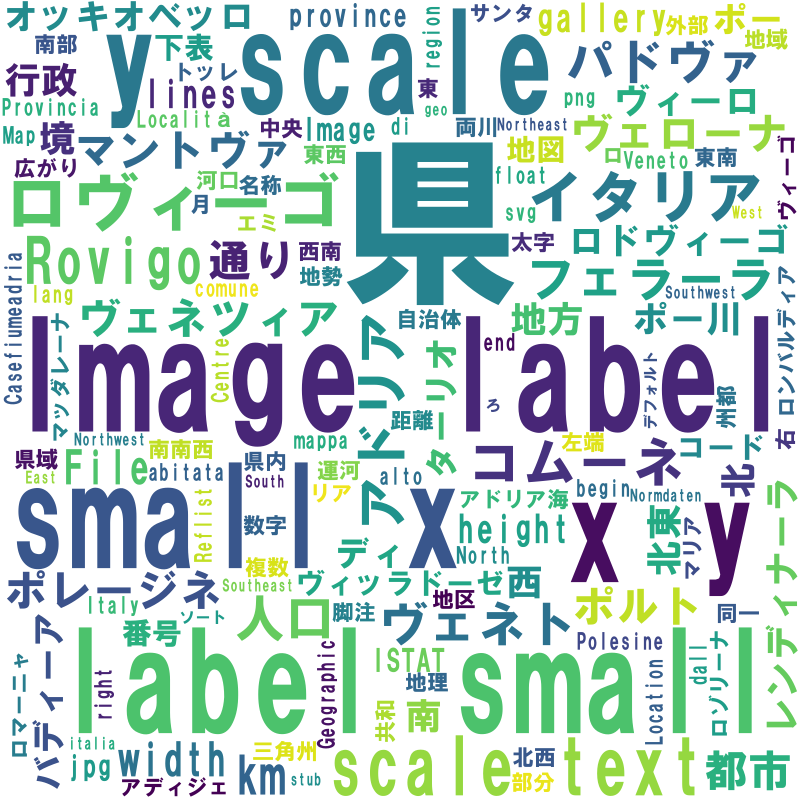 オッキオベッロ
province
region
サンタ
gallery
外部
ポー
地域
南部
下表
y scale
行政
トッレ
lines
東
パドヴァ
Provincia
Località
geo
png
ヴィーロ
Map
境
中央
Image
di
両川
Northeast
ヴェローナ
広がり
マントヴァ
東西
地図
ロ
Veneto
東南
ヴィーゴ
河口
名称
float
ロヴィーゴ
月
エミ
県
svg
イタリア
West
Rovigo
通り
西南
太字
ロドヴィーゴ
地勢
フェラーラ
lang
comune
Southwest
Casefiumeadria
ヴェネツィア
自治体
地方
ポー川
ロンバルディア
マッダレーナ
Centre
アドリア
end
Image label
デフォルト
州都
右
ターリオ
距離
ろ
Northwest
南南西
mappa
左端
コムーネ
コー
ズ
北
県域
File
abitata
県内
運河
alto
East
South
リア
アドリア海
begin
Normdaten
small x
x y
Reflist
数字
height
北東
マリア
レンディナーラ
複数
ディ
North
Southeast
ヴィッラドーゼ
西
ポレージネ
Italy
ソート
人口
脚注
地区
ヴェネト
ポルト
同一
バディーア
番号
Polesine
ロマーニャ
label small
ISTAT
Geographic
地理
Location
dall
ロゾリーナ
right
共和
南
italia
jpg
width
三角州
アディジェ
km
stub
scale text
北西
部分
都市